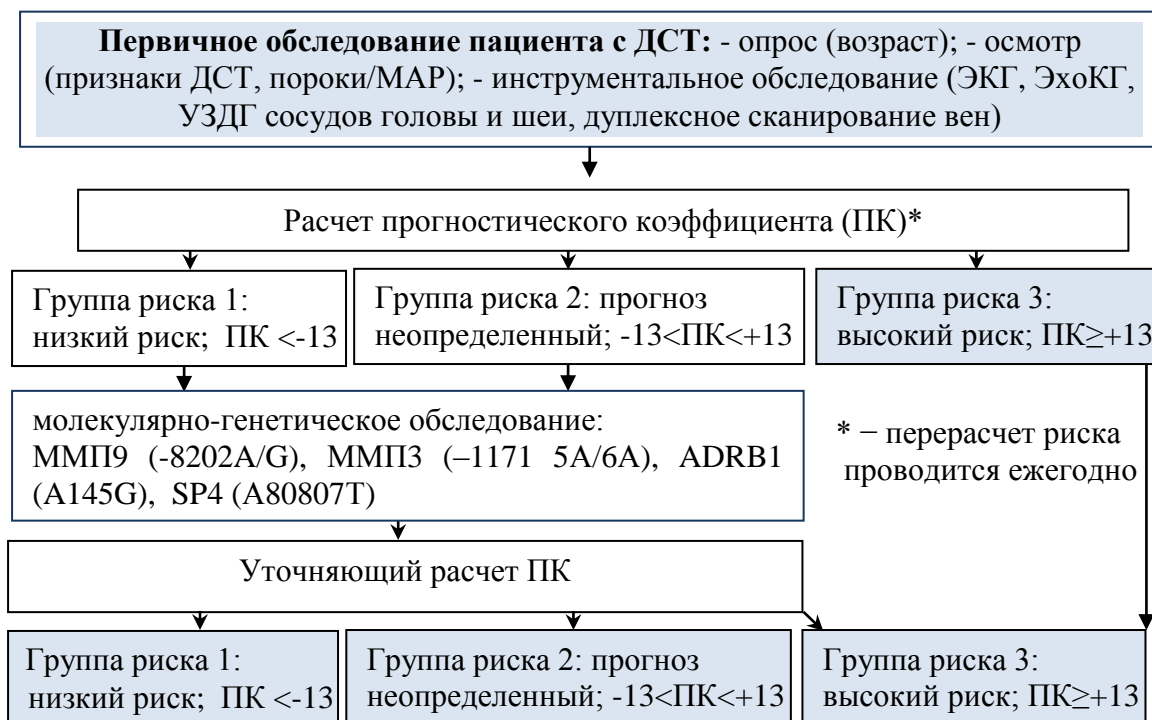 Первичное обследование пациента с ДСТ: - опрос (возраст); - осмотр
(признаки ДСТ, пороки/МАР); - инструментальное обследование (ЭКГ, ЭхоКГ,
УЗДГ сосудов головы и шеи, дуплексное сканирование вен)
Расчет прогностического коэффициента (ПК)*
Группа риска 1:
низкий риск; ПК <-13
Группа риска 2: прогноз
неопределенный; -13<ПК<+13
Группа риска 3:
высокий риск; ПК≥+13
молекулярно-генетическое обследование:
ММП9 (-8202A/G), ММП3 (–1171 5A/6A), ADRB1
(A145G), SP4 (A80807T)
* − перерасчет риска
проводится ежегодно
Уточняющий расчет ПК
Группа риска 1:
низкий риск; ПК <-13
Группа риска 2: прогноз
неопределенный; -13<ПК<+13
Группа риска 3:
высокий риск; ПК≥+13